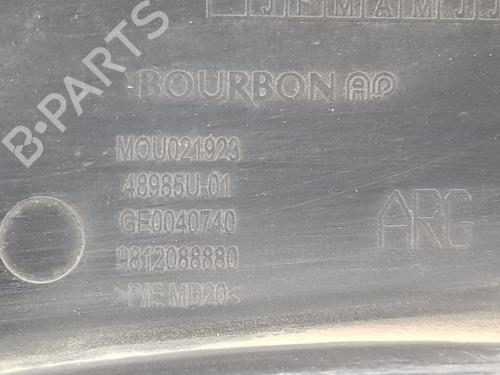 J F M A M J
BOURBON AP
MOU021923
48985U-01
GE0040740
9812088880
>P/E MD20<
ARG
B-PARTS